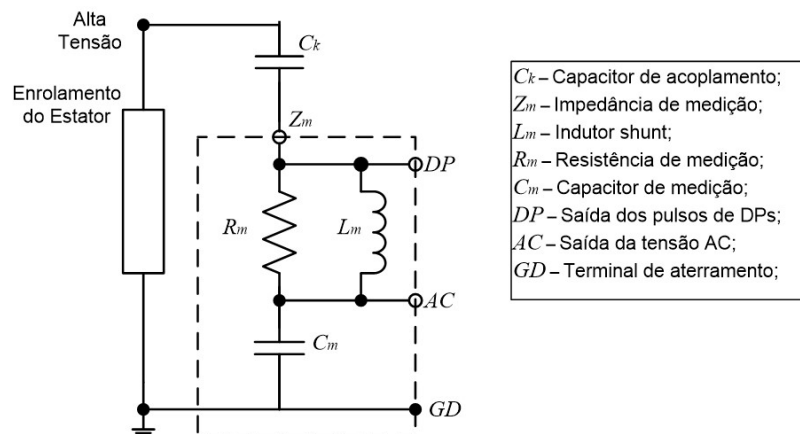 Alta
Tensão
Ck
Enrolamento
do Estator
Zm
DP
Rm
Lm
AC
Cm
GD
Ck – Capacitor de acoplamento;
Zm – Impedância de medição;
Lm – Indutor shunt;
Rm – Resistência de medição;
Cm – Capacitor de medição;
DP – Saída dos pulsos de DPs;
AC – Saída da tensão AC;
GD – Terminal de aterramento;